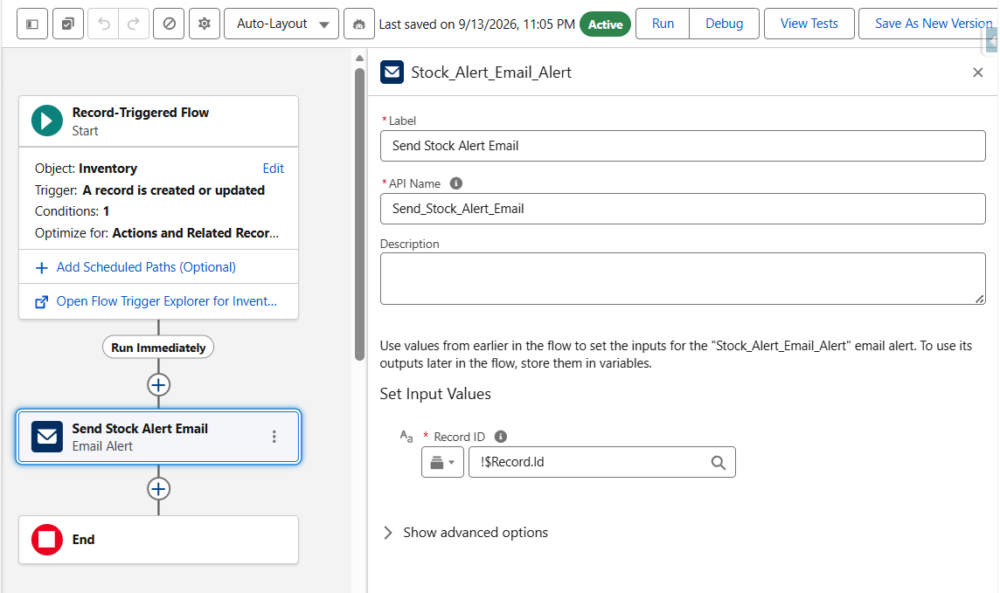 Auto-Layout
Last saved on 9/13/2026, 11:05 PM
Active
Run
Debug
View Tests
Save As New Version
Record-Triggered Flow
Start
Object: Inventory
Edit
Trigger: A record is created or updated
Conditions: 1
Optimize for: Actions and Related Recor...
Add Scheduled Paths (Optional)
Open Flow Trigger Explorer for Invent...
Run Immediately
Send Stock Alert Email
Email Alert
End
Stock_Alert_Email_Alert
* Label
Send Stock Alert Email
* API Name
Send_Stock_Alert_Email
Description
Use values from earlier in the flow to set the inputs for the "Stock_Alert_Email_Alert" email alert. To use its
outputs later in the flow, store them in variables.
Set Input Values
Aa * Record ID
!$Record.Id
Show advanced options